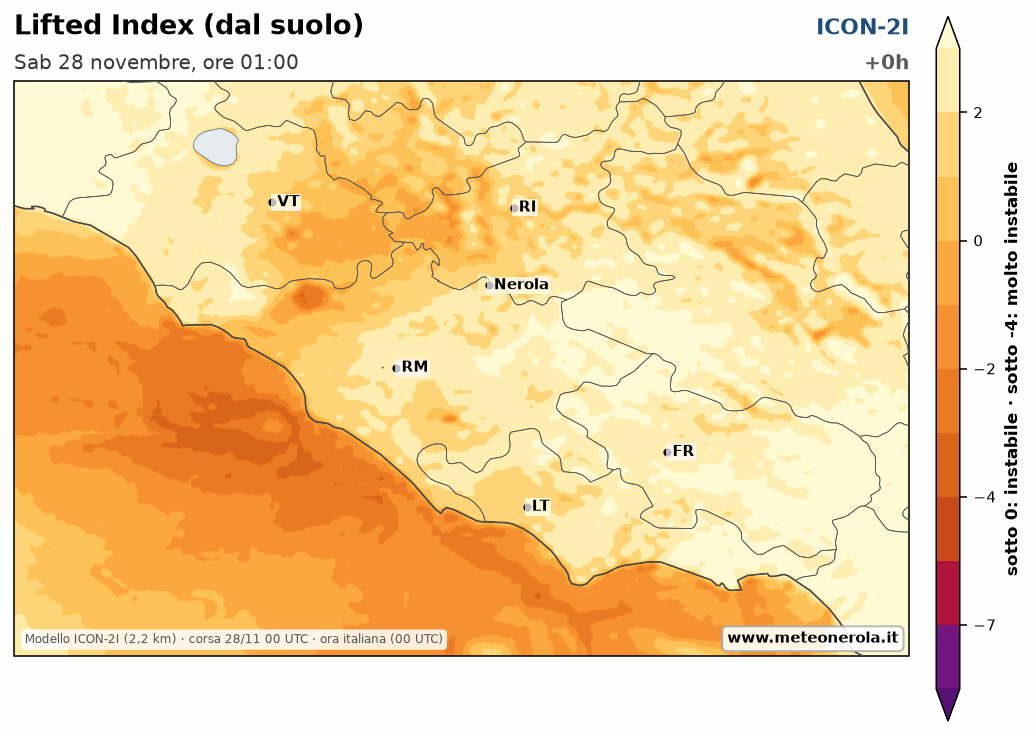 Lifted Index (dal suolo)
ICON-2I
Sab 28 novembre, ore 01:00
+0h
VT
RI
Nerola
RM
FR
LT
2
0
−2
−4
−7
sotto 0: instabile · sotto -4: molto instabile
Modello ICON-2I (2,2 km) · corsa 28/11 00 UTC · ora italiana (00 UTC)
www.meteonerola.it